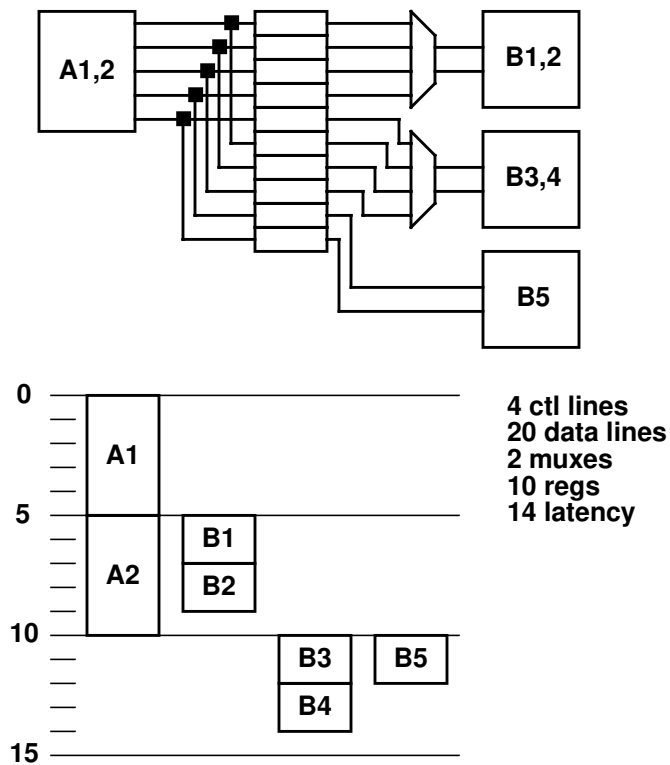 A1,2
B1,2
B3,4
B5
0
A1
5
A2
B1
B2
10
B3
B5
B4
15
4 ctl lines
20 data lines
2 muxes
10 regs
14 latency